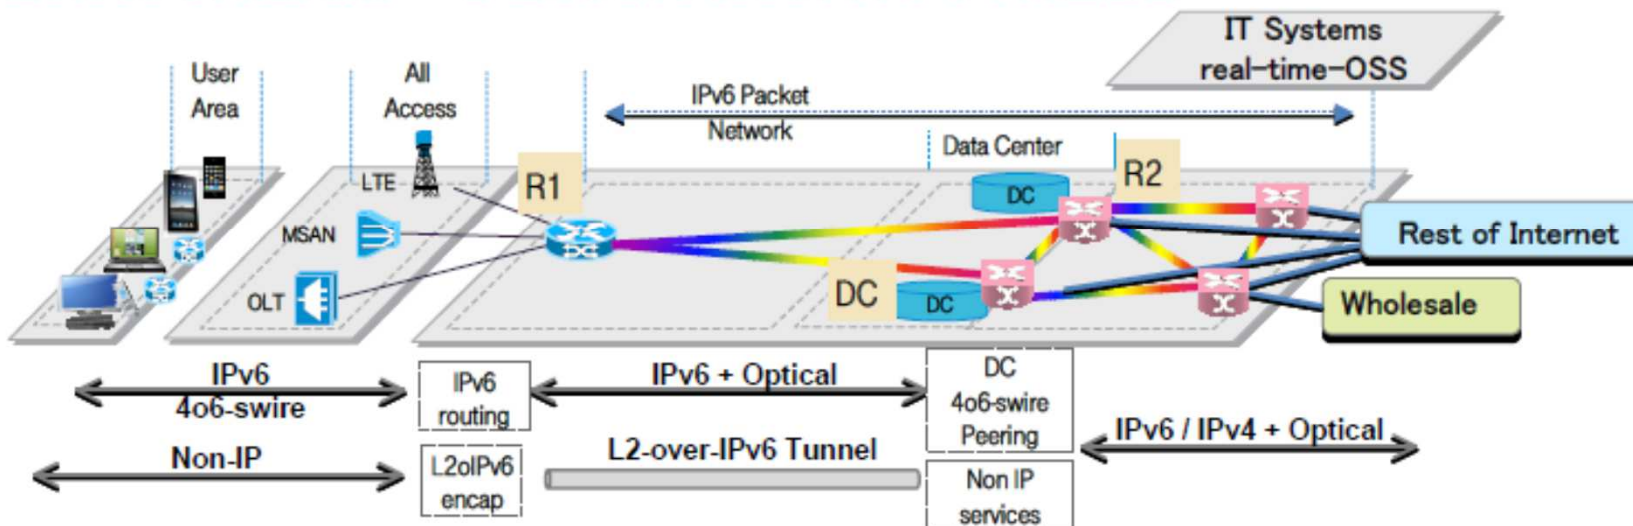 IT Systems
real-time-OSS
User
Area
All
Access
IPv6 Packet
Network
Data Center
LTE
R1
DC
R2
MSAN
Rest of Internet
OLT
DC
DC
Wholesale
IPv6
4o6-swire
IPv6
routing
IPv6 + Optical
DC
4o6-swire
Peering
IPv6 / IPv4 + Optical
Non-IP
L2oIPv6
encap
L2-over-IPv6 Tunnel
Non IP
services